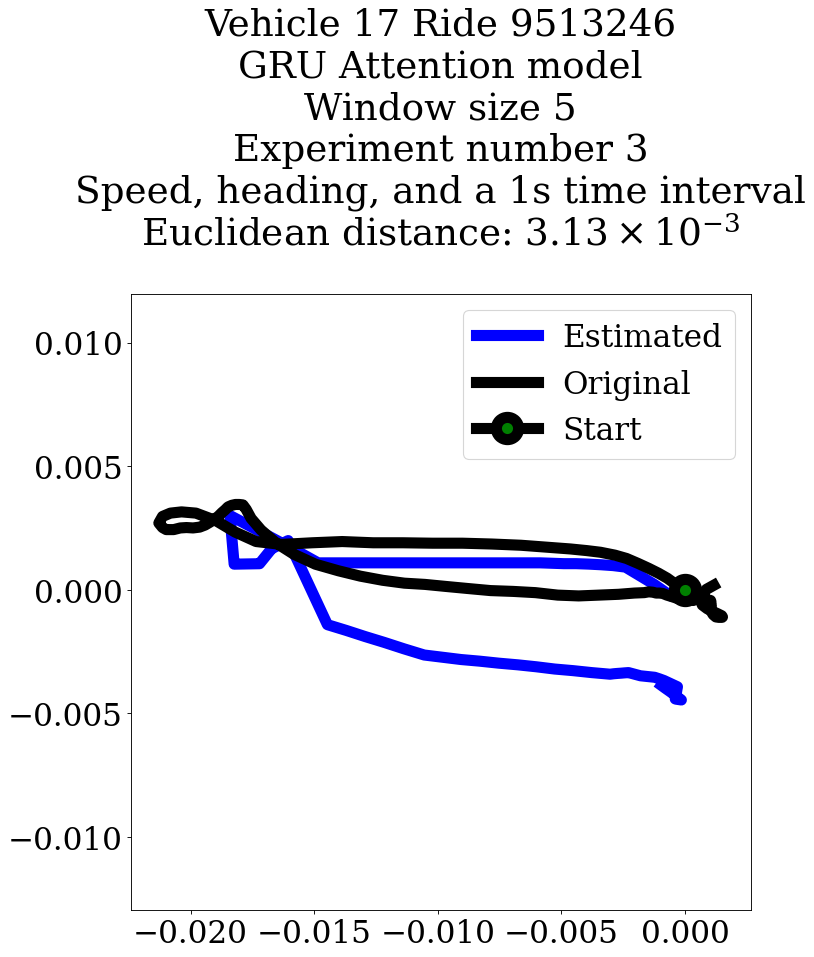 Vehicle 17 Ride 9513246
GRU Attention model
Window size 5
Experiment number 3
Speed, heading, and a 1s time interval
Euclidean distance: 3.13 × 10⁻³
Estimated
Original
Start
0.010
0.005
0.000
−0.005
−0.010
−0.020 −0.015 −0.010 −0.005 0.000